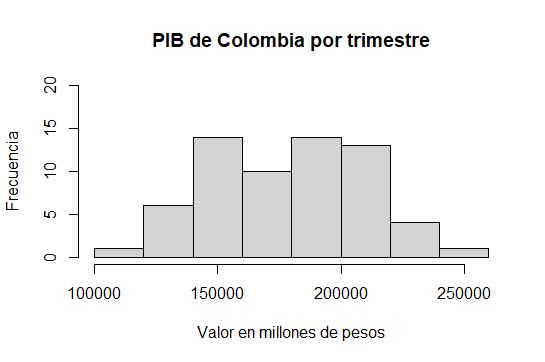 PIB de Colombia por trimestre
Frecuencia
20
15
10
5
0
100000 150000 200000 250000
Valor en millones de pesos